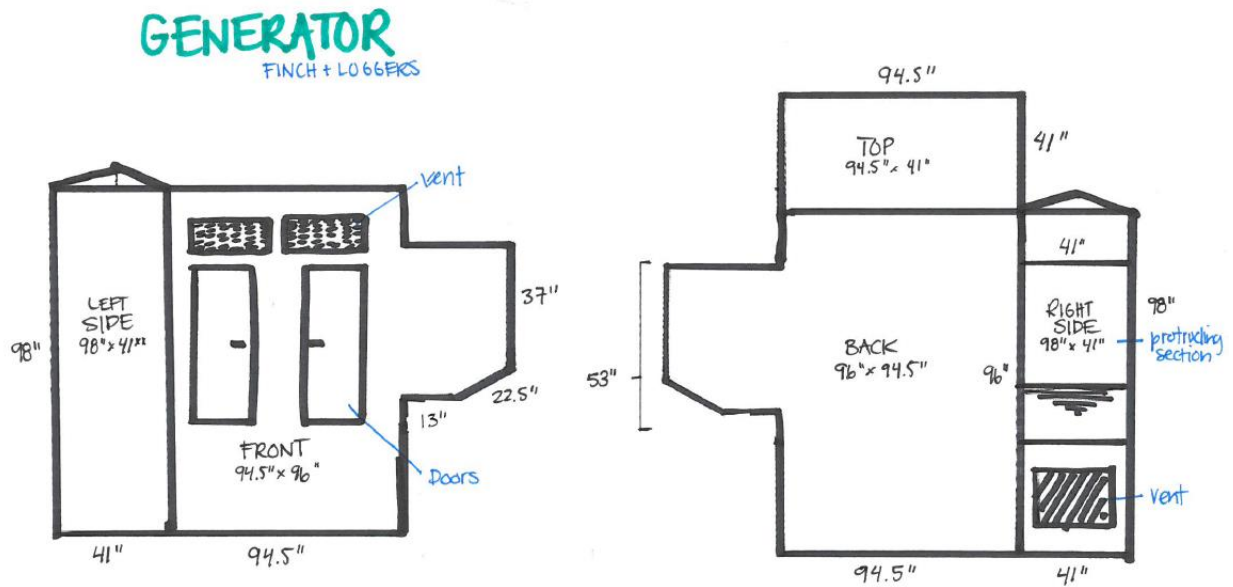 GENERATOR
FINCH + LOGGERS
vent
LEFT
SIDE
98" x 41"
98"
37"
22.5"
13"
FRONT
94.5" x 96"
Doors
41"
94.5"
94.5"
TOP
94.5" x 41"
41"
41"
RIGHT
SIDE
98" x 41"
98"
protruding
section
BACK
96" x 94.5"
96"
53"
vent
94.5"
41"